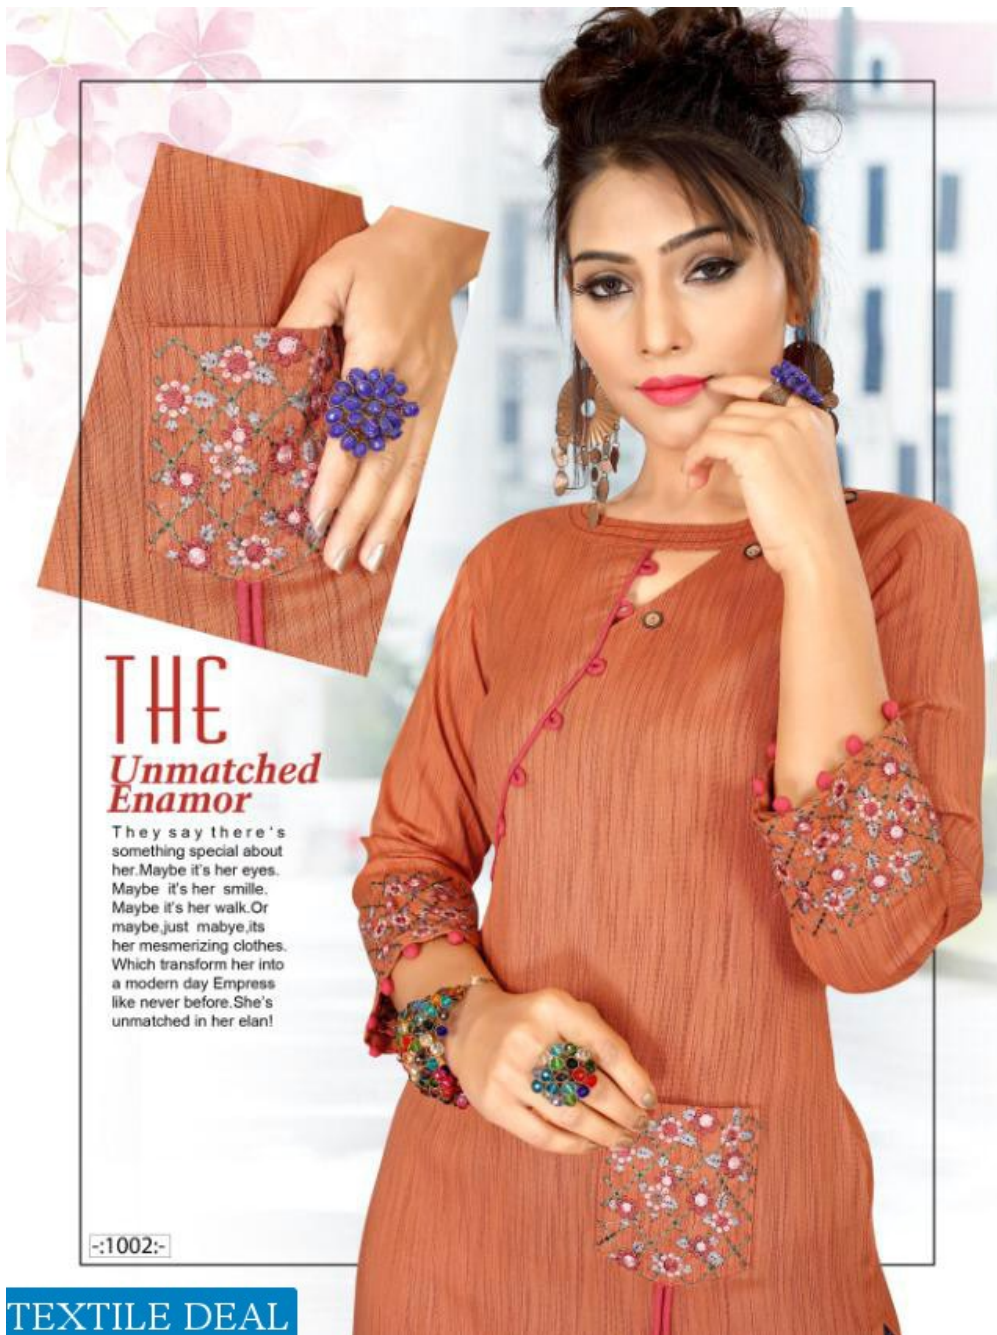 THE
Unmatched
Enamor
They say there's
something special about
her.Maybe it's her eyes.
Maybe it's her smille.
Maybe it's her walk.Or
maybe,just mabye,its
her mesmerizing clothes.
Which transform her into
a modern day Empress
like never before.She's
unmatched in her elan!
-:1002:-
TEXTILE DEAL